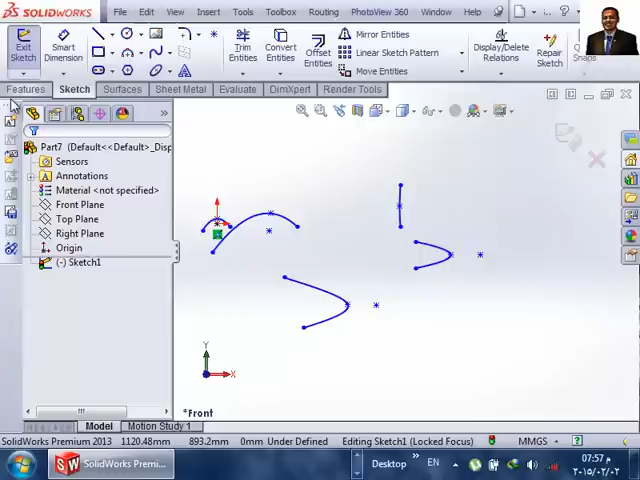 SOLIDWORKS
File
Edit
View
Insert
Tools
Routing
PhotoView 360
Window
Exit
Sketch
Smart
Dimension
Trim
Entities
Convert
Entities
Offset
Entities
Mirror Entities
Linear Sketch Pattern
Move Entities
Display/Delete
Relations
Repair
Sketch
Features
Sketch
Surfaces
Sheet Metal
Evaluate
DimXpert
Render Tools
Part7 (Default<<Default>_Disp
Sensors
Annotations
Material <not specified>
Front Plane
Top Plane
Right Plane
Origin
(-) Sketch1
Y
X
*Front
Model
Motion Study 1
SolidWorks Premium 2013
1120.48mm
893.2mm
0mm
Under Defined
Editing Sketch1 (Locked Focus)
MMGS
SolidWorks Premi...
Desktop
EN
07:57 م
٢٠١٥/٠٢/٠٢